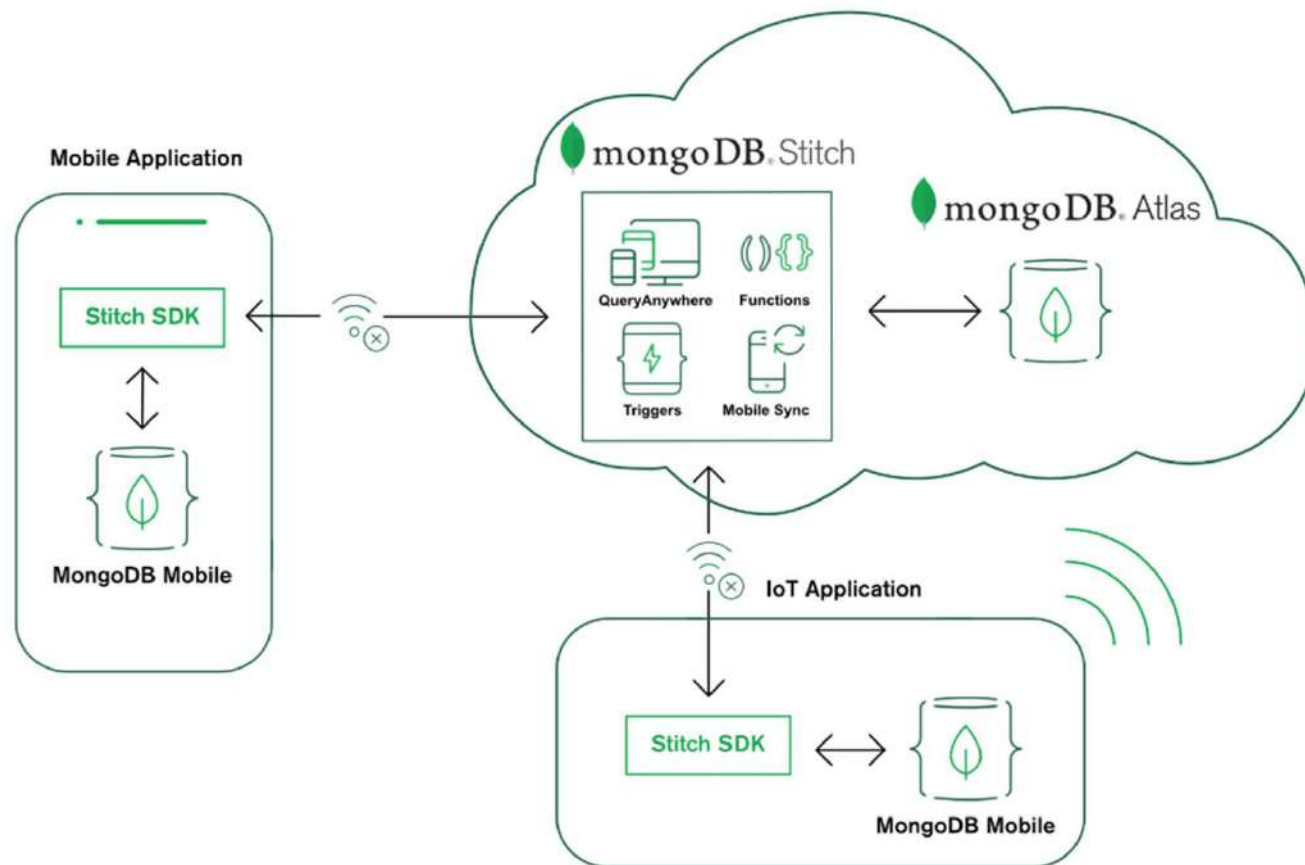 Mobile Application
mongoDB® Stitch
mongoDB® Atlas
QueryAnywhere
Functions
Stitch SDK
Triggers
Mobile Sync
MongoDB Mobile
IoT Application
Stitch SDK
MongoDB Mobile